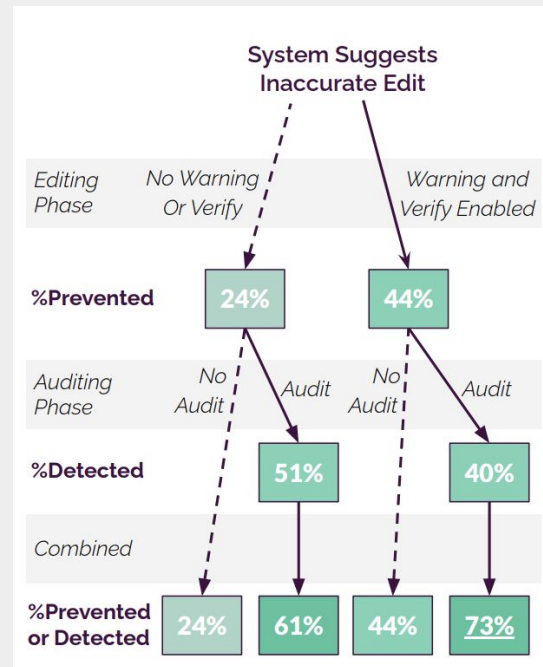 System Suggests
Inaccurate Edit
Editing
Phase
No Warning
Or Verify
Warning and
Verify Enabled
%Prevented
24%
44%
Auditing
Phase
No
Audit
Audit
No
Audit
Audit
%Detected
51%
40%
Combined
%Prevented
or Detected
24%
61%
44%
73%